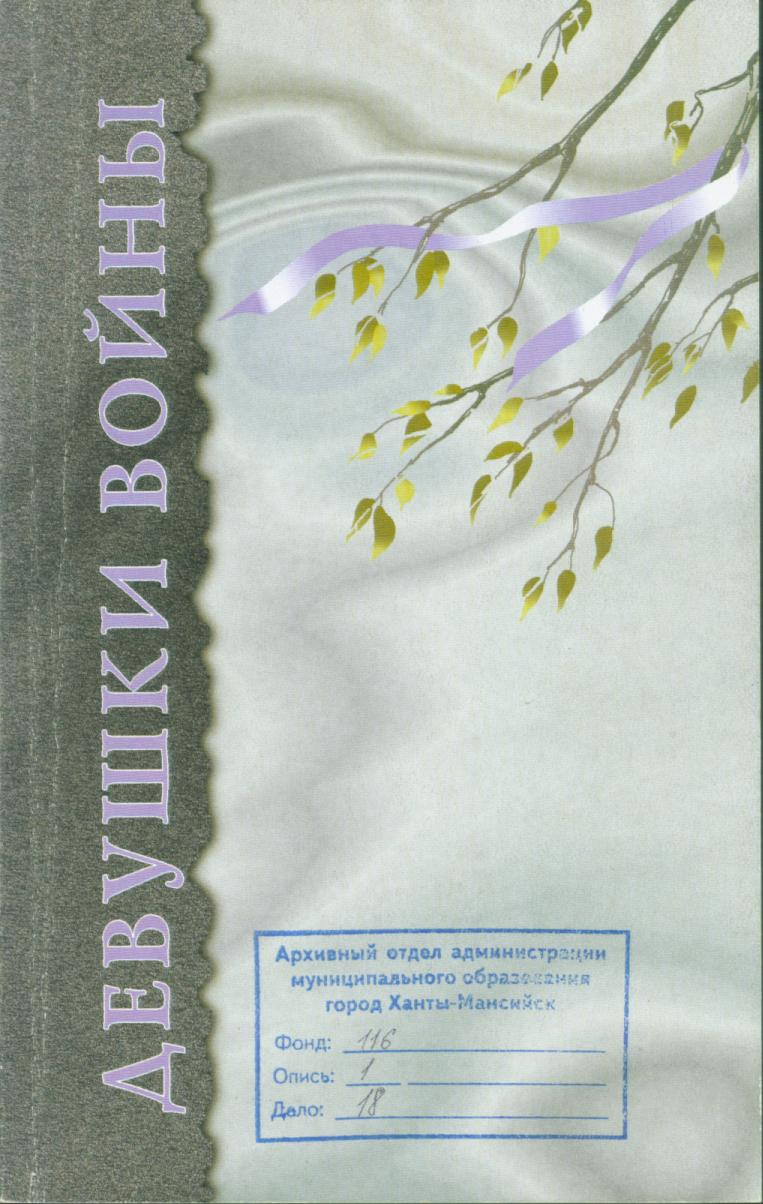 ДЕВУШКИ ВОЙНЫ
Архивный отдел администрации
муниципального образования
город Ханты-Мансийск
Фонд: 116
Опись: 1
Дело: 18